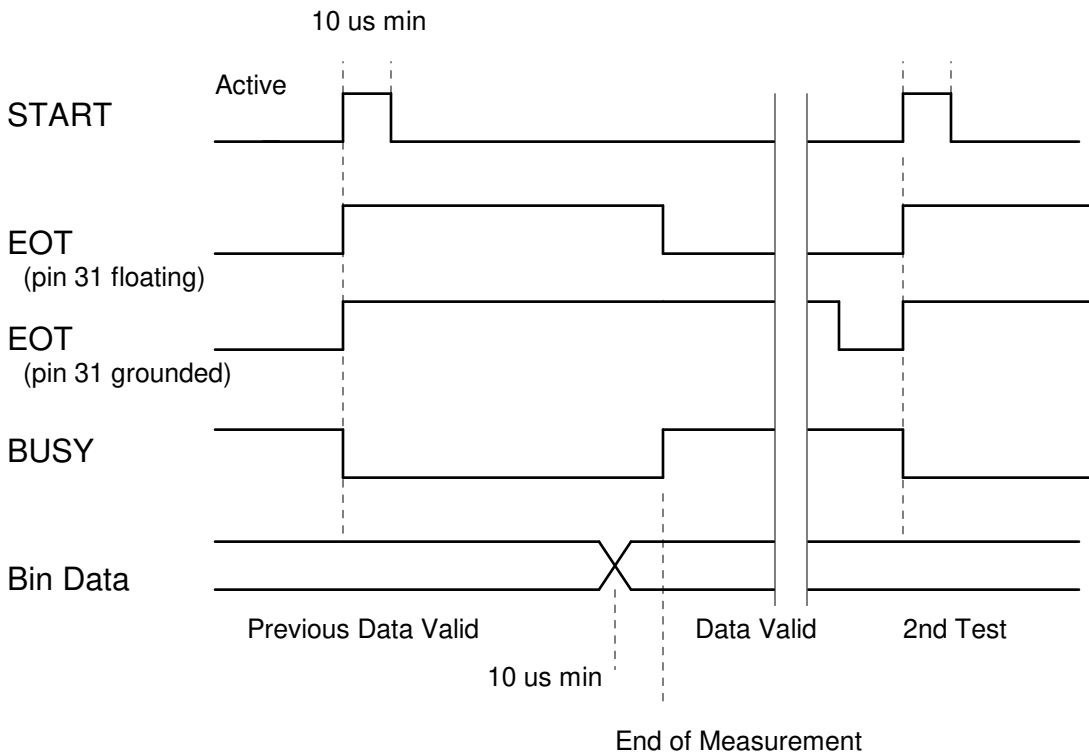 10 us min
Active
START
EOT
(pin 31 floating)
EOT
(pin 31 grounded)
BUSY
Bin Data
Previous Data Valid
Data Valid
2nd Test
10 us min
End of Measurement